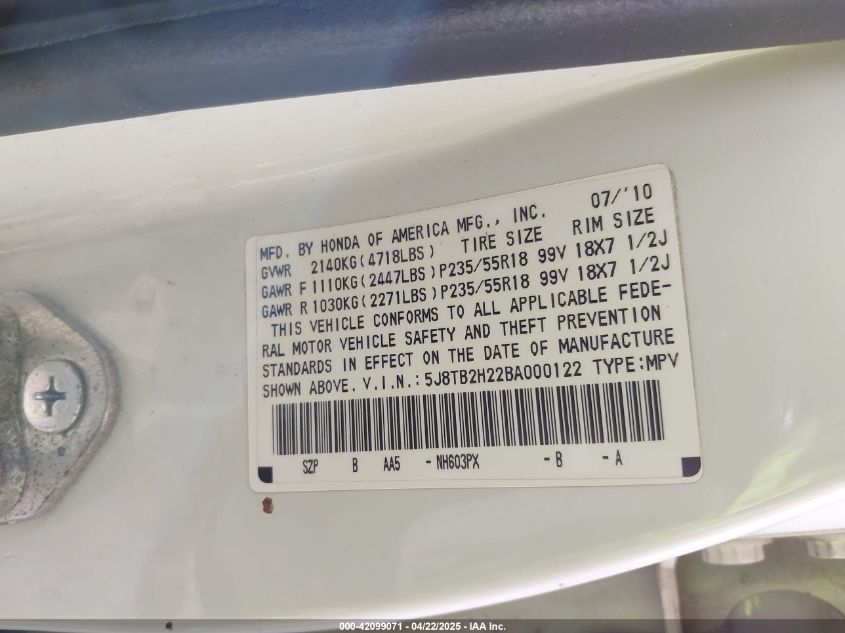 MFD. BY HONDA OF AMERICA MFG., INC. 07/'10
GVWR 2140KG(4718LBS) TIRE SIZE RIM SIZE
GAWR F 1110KG(2447LBS)P235/55R18 99V 18X7 1/2J
GAWR R 1030KG(2271LBS)P235/55R18 99V 18X7 1/2J
THIS VEHICLE CONFORMS TO ALL APPLICABLE FEDE-
RAL MOTOR VEHICLE SAFETY AND THEFT PREVENTION
STANDARDS IN EFFECT ON THE DATE OF MANUFACTURE
SHOWN ABOVE. V.I.N.:5J8TB2H22BA000122 TYPE:MPV
SZP B AA5 -NH603PX -B -A
000-42099071 - 04/22/2025 - IAA Inc.